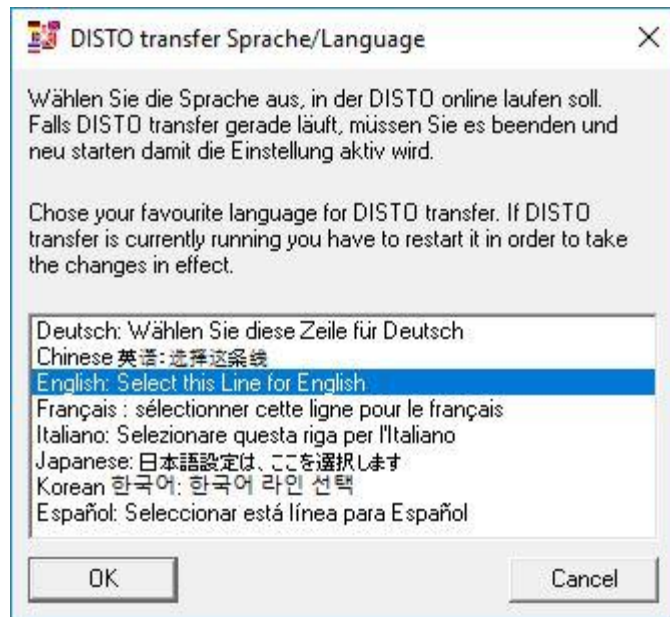 DISTO transfer Sprache/Language
Wählen Sie die Sprache aus, in der DISTO online laufen soll.
Falls DISTO transfer gerade läuft, müssen Sie es beenden und
neu starten damit die Einstellung aktiv wird.
Chose your favourite language for DISTO transfer. If DISTO
transfer is currently running you have to restart it in order to take
the changes in effect.
Deutsch: Wählen Sie diese Zeile für Deutsch
Chinese 英语: 选择这条线
English: Select this Line for English
Français : sélectionner cette ligne pour le français
Italiano: Selezionare questa riga per l'Italiano
Japanese: 日本語設定は、ここを選択します
Korean 한국어: 한국어 라인 선택
Español: Seleccionar está línea para Español
OK
Cancel